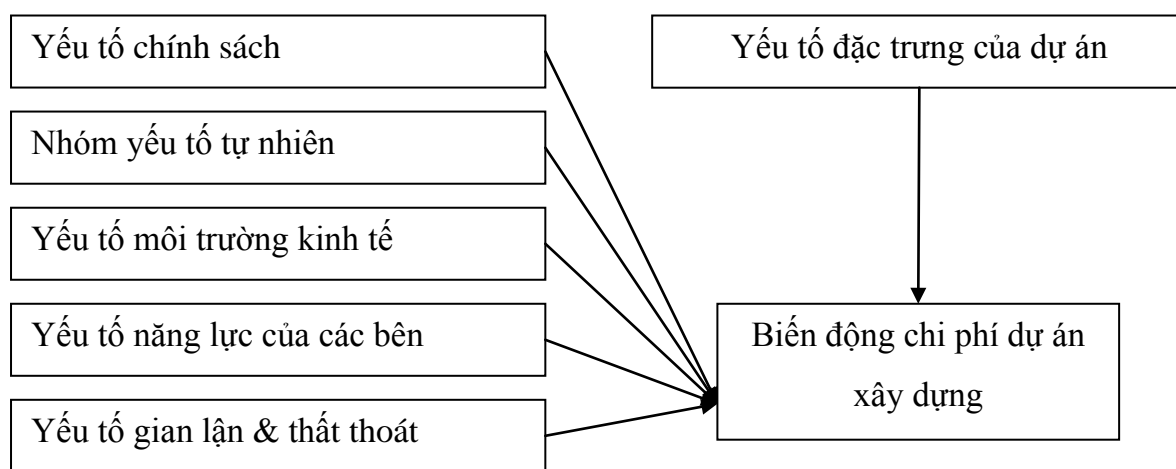 Yếu tố chính sách
Yếu tố đặc trưng của dự án
Nhóm yếu tố tự nhiên
Yếu tố môi trường kinh tế
Yếu tố năng lực của các bên
Yếu tố gian lận & thất thoát
Biến động chi phí dự án
xây dựng